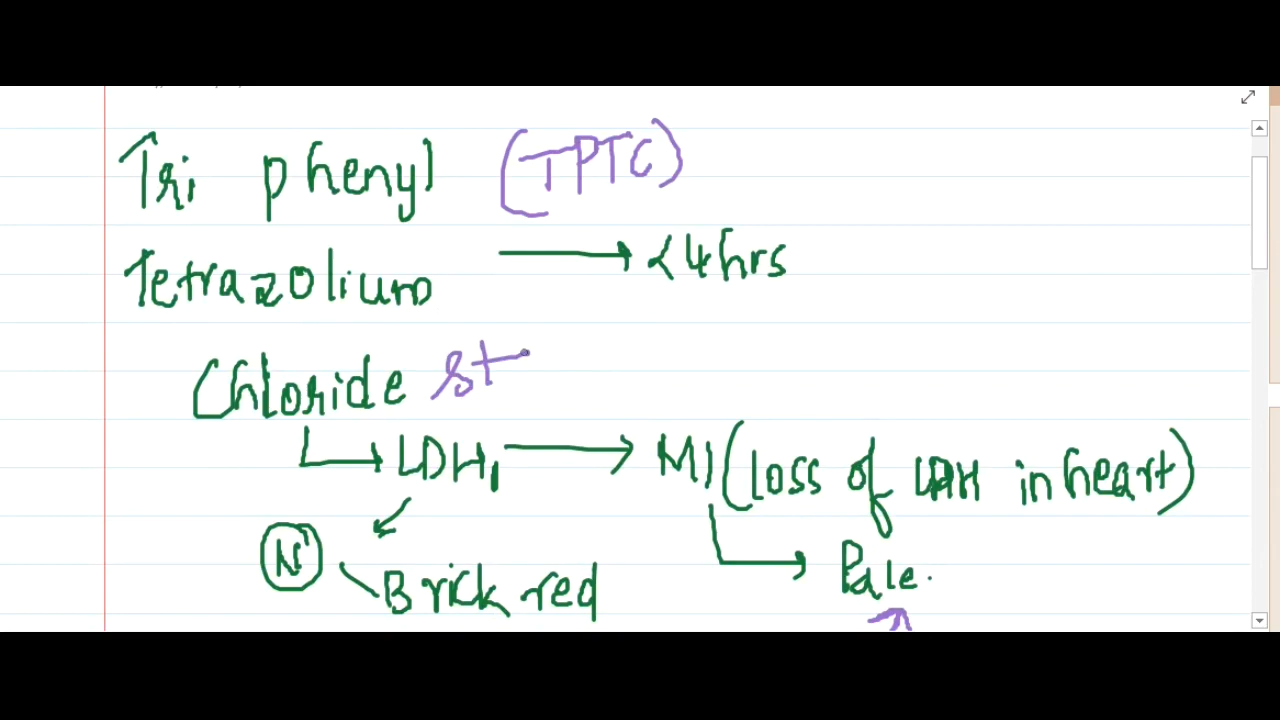 Tri phenyl (TPTC)
Tetrazolium → <4hrs
Chloride st
LDH₁ → MI (Loss of LDH in heart)
N Brick red → Pale.